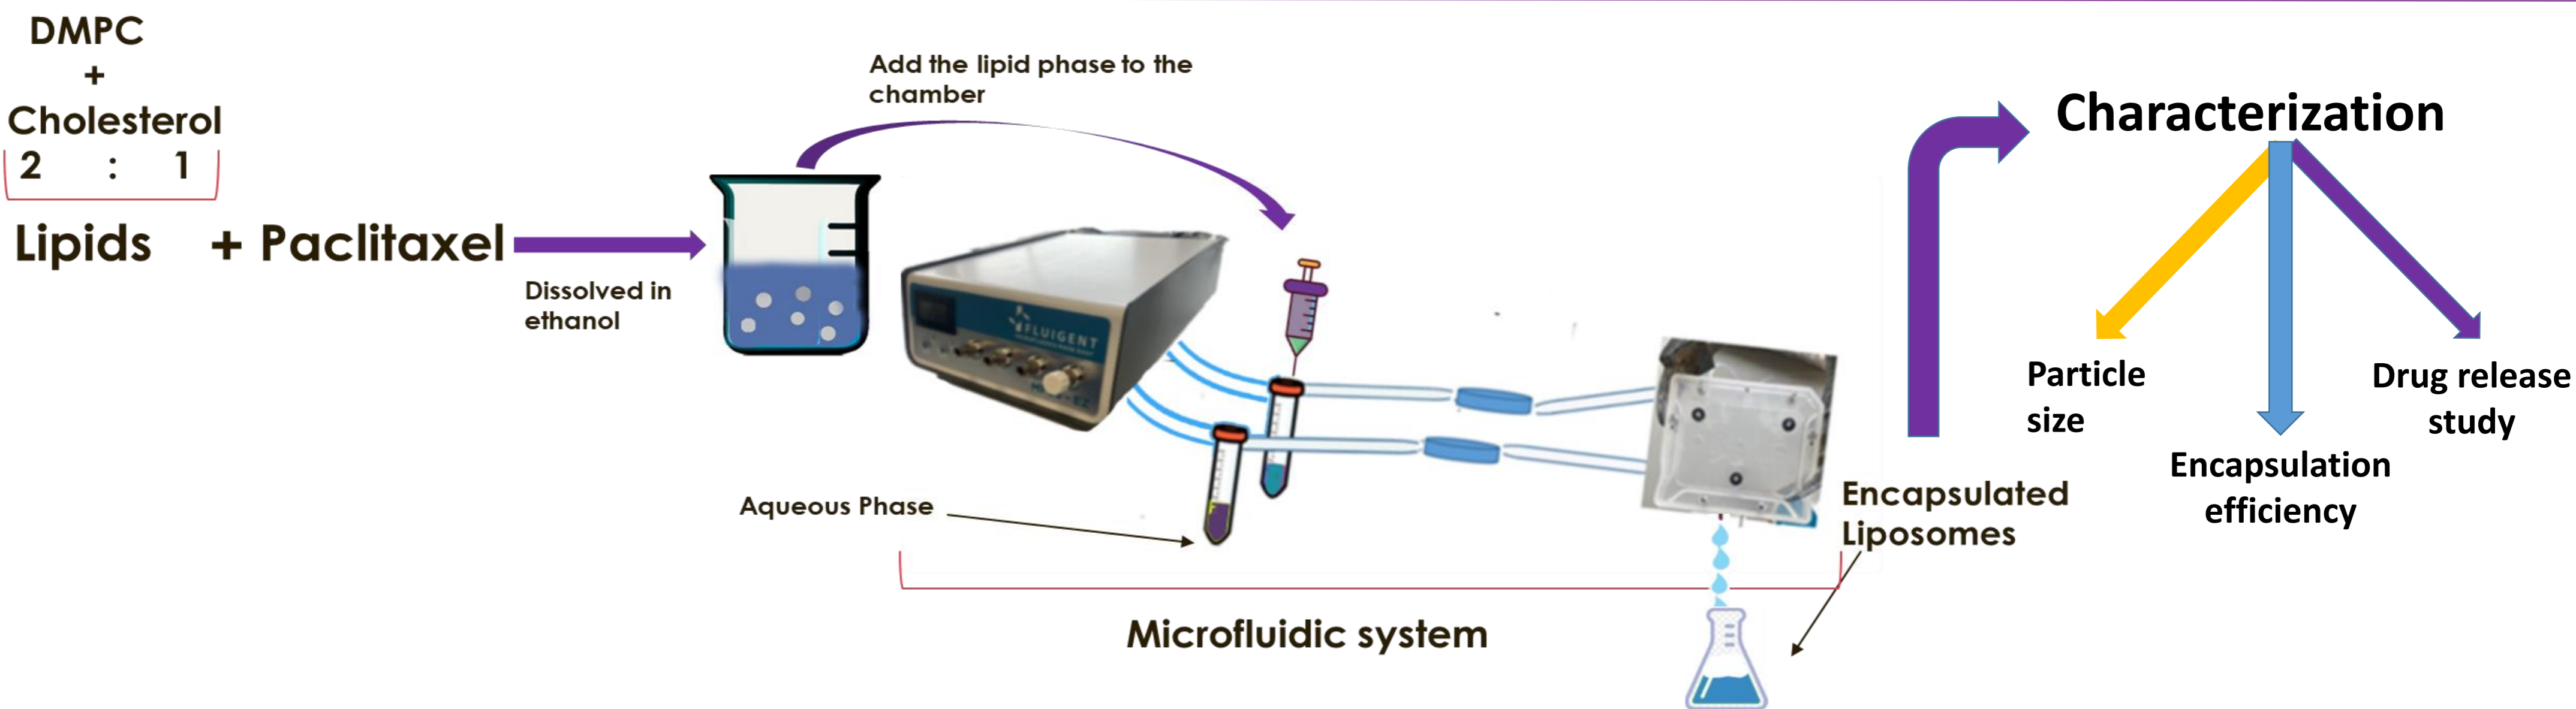 DMPC
+
Cholesterol
2 : 1
Lipids + Paclitaxel
Dissolved in
ethanol
Add the lipid phase to the
chamber
FLUIGENT
Aqueous Phase
Microfluidic system
Encapsulated
Liposomes
Characterization
Particle
size
Encapsulation
efficiency
Drug release
study